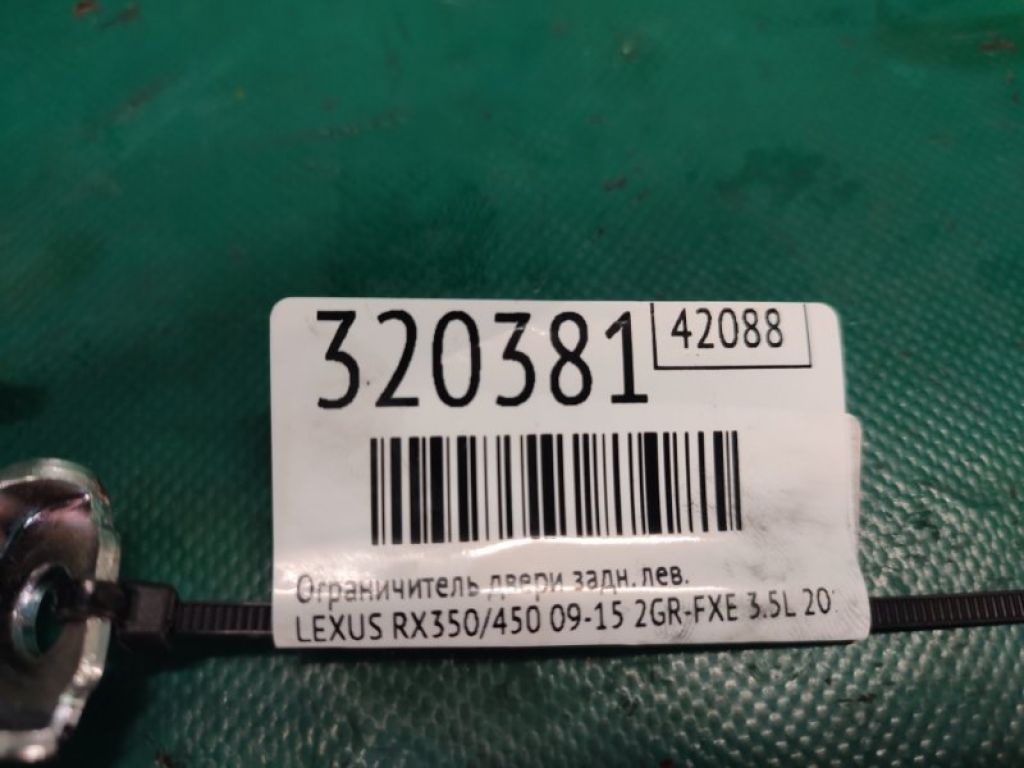 320381
42088
Ограничитель двери задн.лев.
LEXUS RX350/450 09-15 2GR-FXE 3.5L